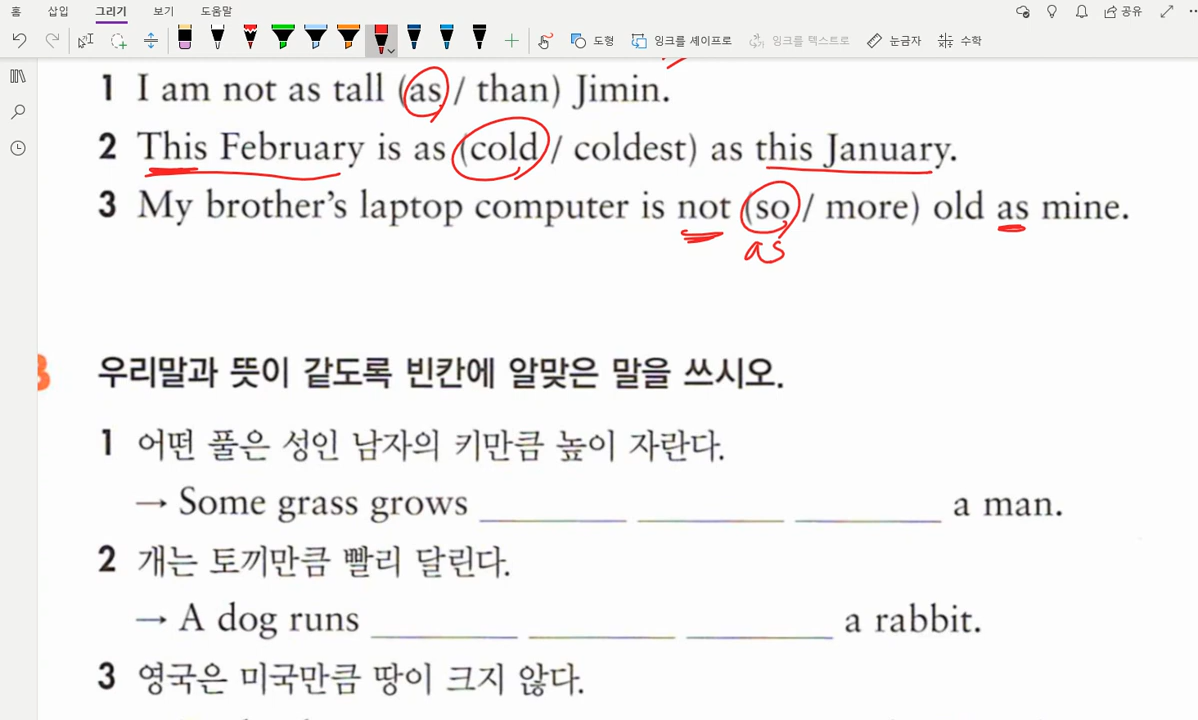 홈 삽입 그리기 보기 도움말 공유
도형 잉크를 셰이프로 잉크를 텍스트로 눈금자 수학
1 I am not as tall (as / than) Jimin.
2 This February is as (cold / coldest) as this January.
3 My brother's laptop computer is not (so / more) old as mine.
as
우리말과 뜻이 같도록 빈칸에 알맞은 말을 쓰시오.
1 어떤 풀은 성인 남자의 키만큼 높이 자란다.
→ Some grass grows ______ ______ ______ a man.
2 개는 토끼만큼 빨리 달린다.
→ A dog runs ______ ______ ______ a rabbit.
3 영국은 미국만큼 땅이 크지 않다.